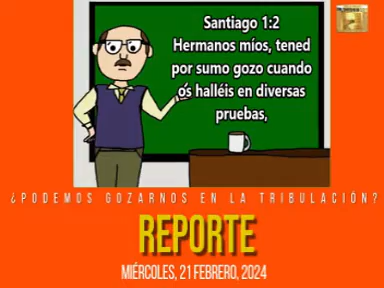 Santiago 1:2
Hermanos míos, tened
por sumo gozo cuando
os halléis en diversas
pruebas,
¿PODEMOS GOZARNOS EN LA TRIBULACIÓN?
REPORTE
MIÉRCOLES, 21 FEBRERO, 2024